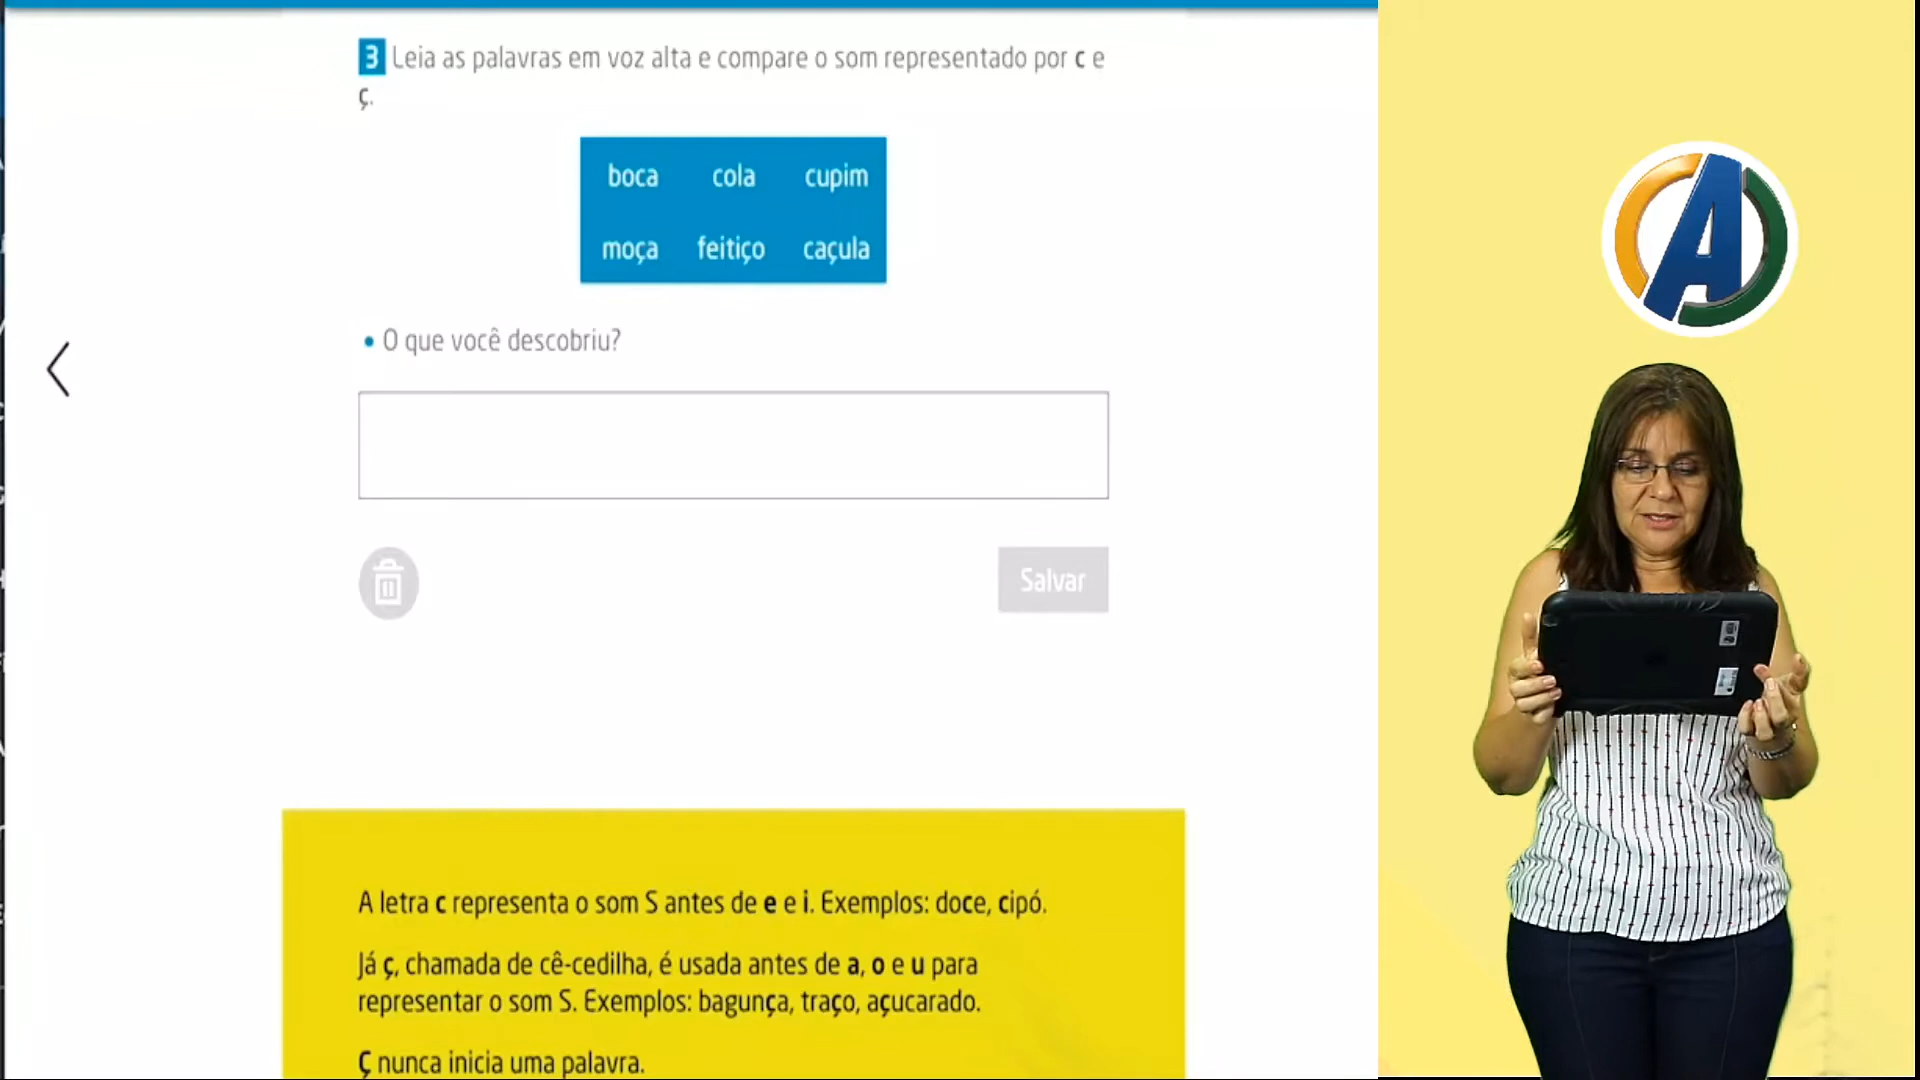 3 Leia as palavras em voz alta e compare o som representado por c e
ç.
boca cola cupim
moça feitiço caçula
• O que você descobriu?
Salvar
A letra c representa o som S antes de e e i. Exemplos: doce, cipó.
Já ç, chamada de cê-cedilha, é usada antes de a, o e u para
representar o som S. Exemplos: bagunça, traço, açucarado.
Ç nunca inicia uma palavra.
A